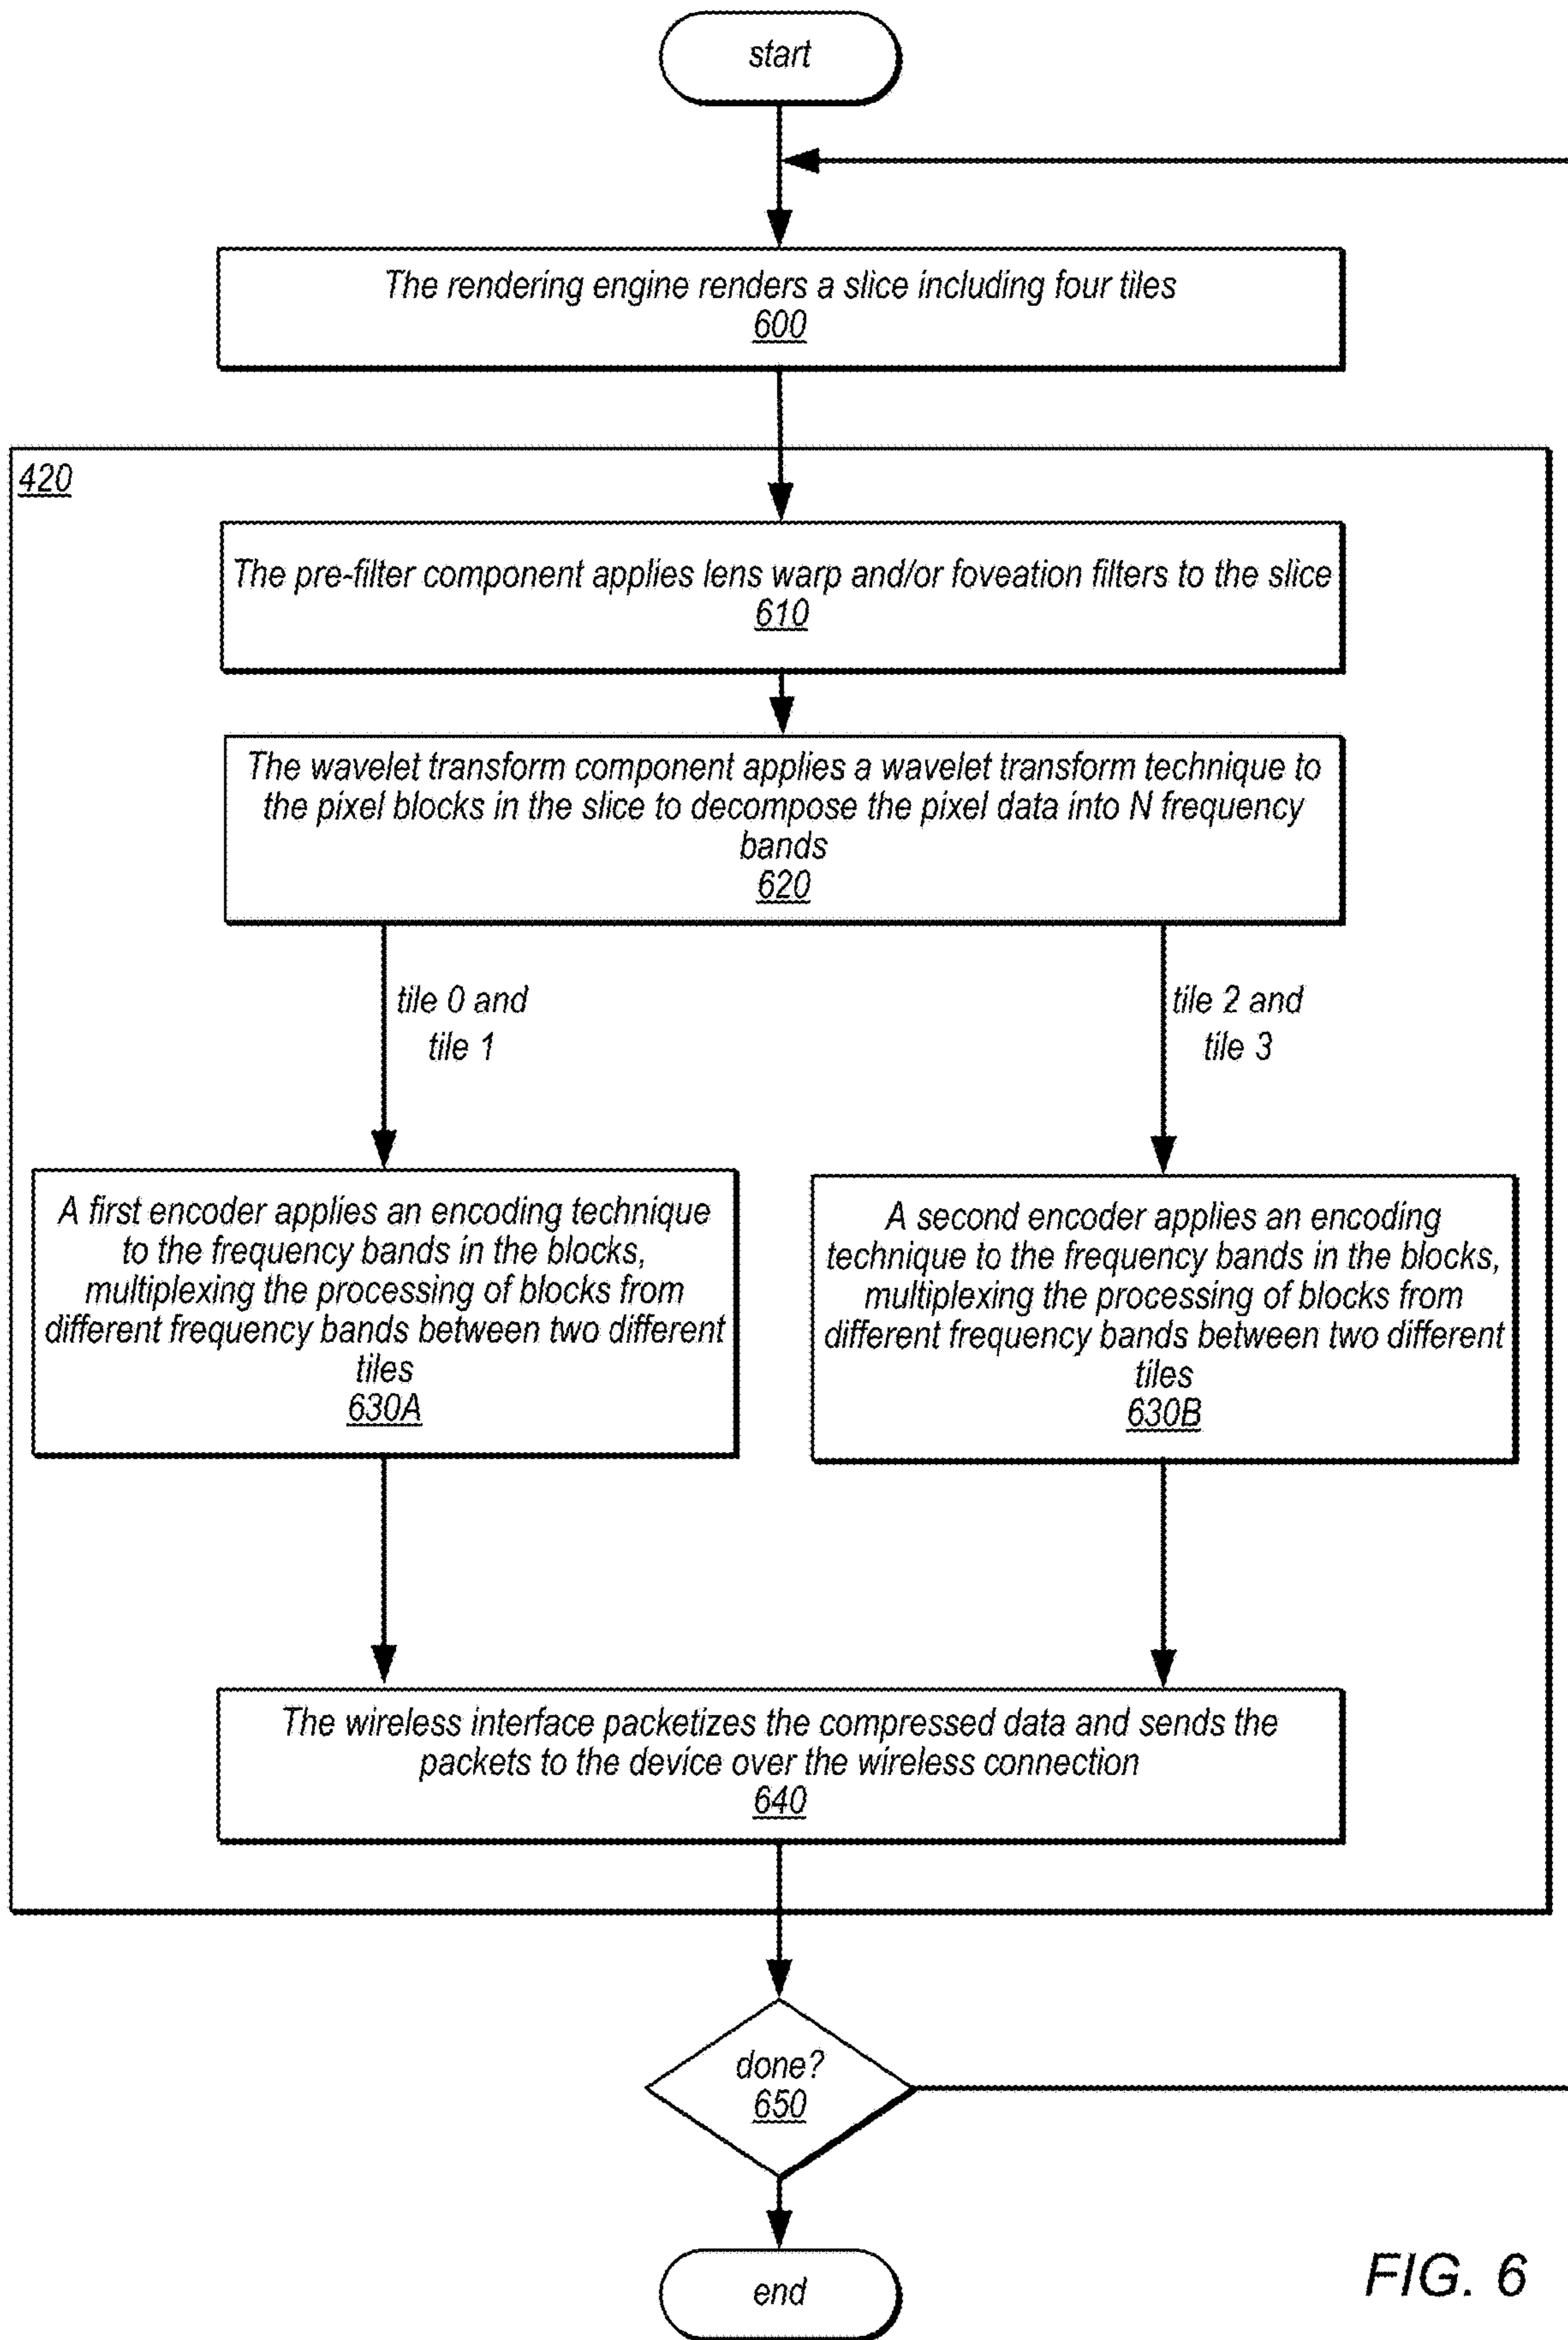 start
The rendering engine renders a slice including four tiles
600
420
The pre-filter component applies lens warp and/or foveation filters to the slice
610
The wavelet transform component applies a wavelet transform technique to
the pixel blocks in the slice to decompose the pixel data into N frequency
bands
620
tile 0 and
tile 1
tile 2 and
tile 3
A first encoder applies an encoding technique
to the frequency bands in the blocks,
multiplexing the processing of blocks from
different frequency bands between two different
tiles
630A
A second encoder applies an encoding
technique to the frequency bands in the blocks,
multiplexing the processing of blocks from
different frequency bands between two different
tiles
630B
The wireless interface packetizes the compressed data and sends the
packets to the device over the wireless connection
640
done?
650
end
FIG. 6